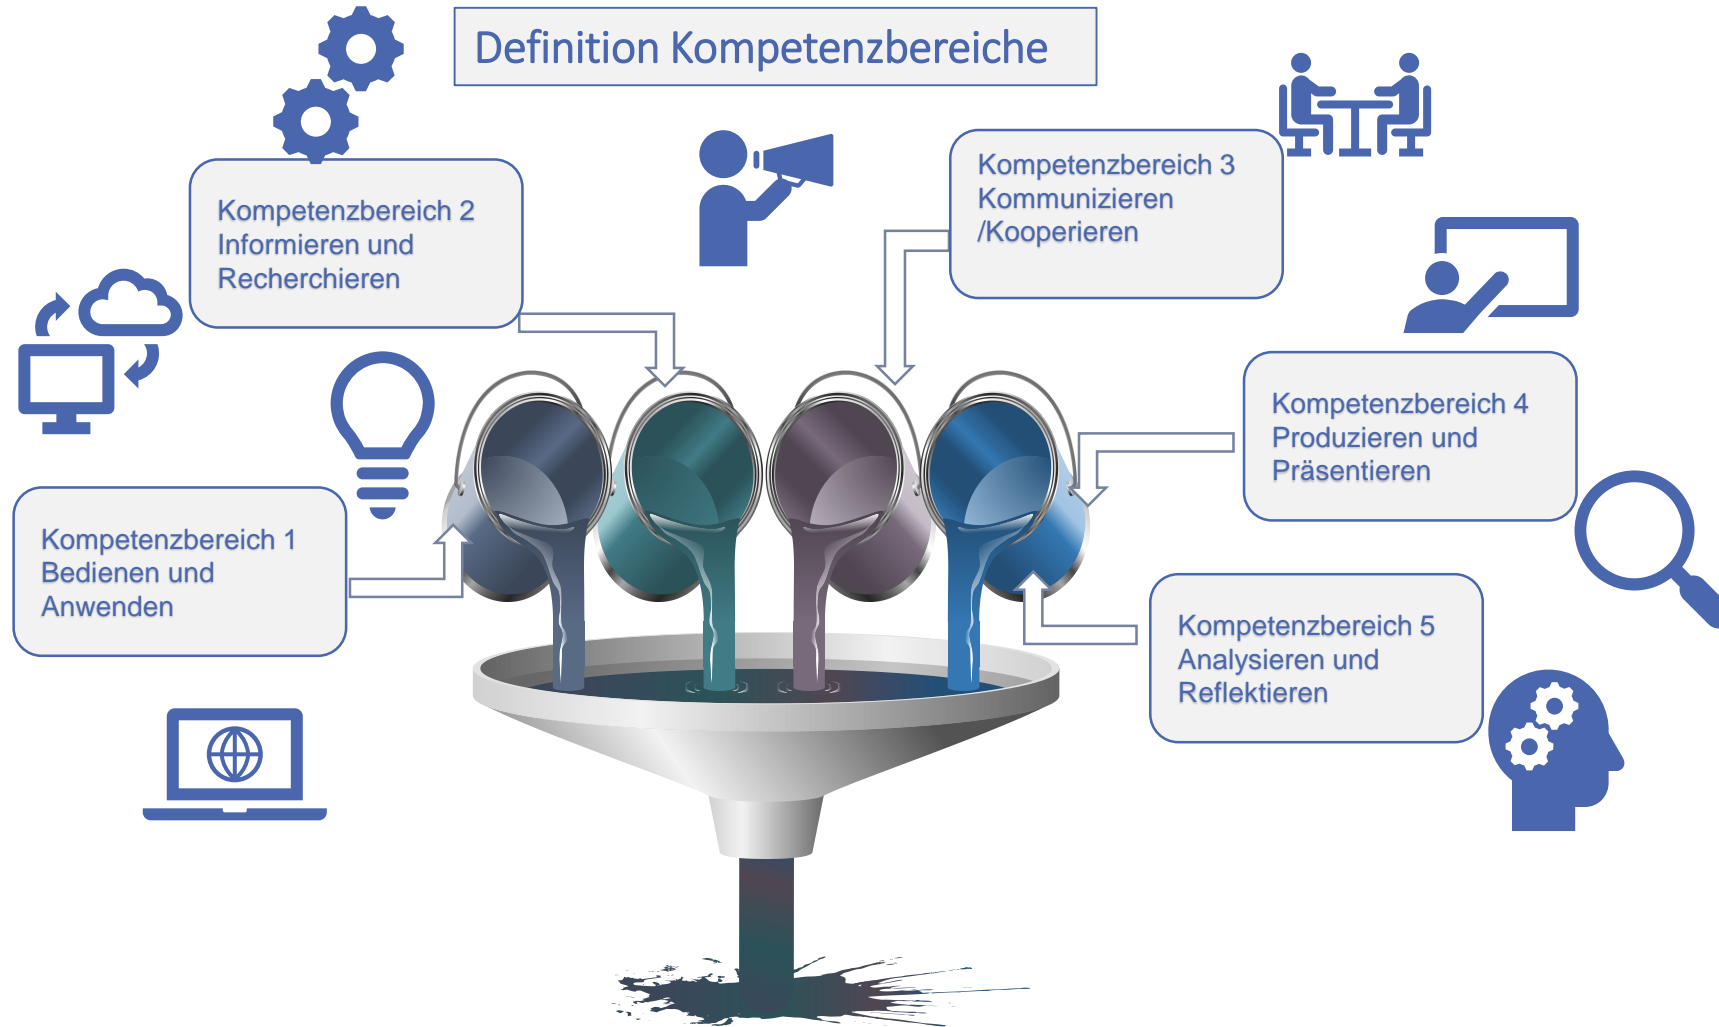 Definition Kompetenzbereiche
Kompetenzbereich 1
Bedienen und
Anwenden
Kompetenzbereich 2
Informieren und
Recherchieren
Kompetenzbereich 3
Kommunizieren
/Kooperieren
Kompetenzbereich 4
Produzieren und
Präsentieren
Kompetenzbereich 5
Analysieren und
Reflektieren